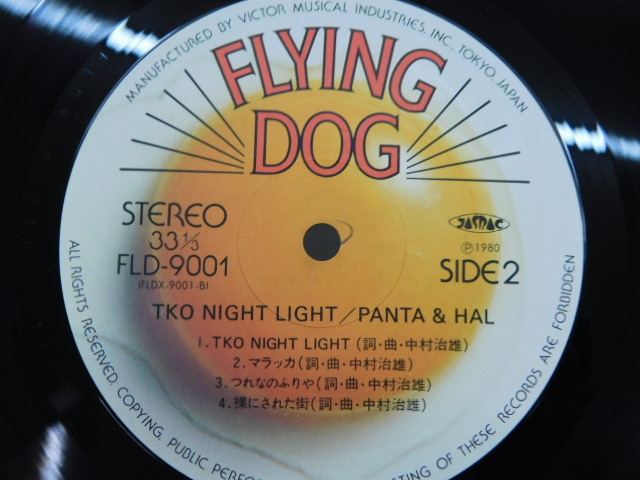 MANUFACTURED BY VICTOR MUSICAL INDUSTRIES, INC. TOKYO, JAPAN
FLYING
DOG
STEREO
33 1/3
FLD-9001
(FLDX-9001-B)
JASRAC
Ⓟ1980
SIDE 2
TKO NIGHT LIGHT/PANTA & HAL
1. TKO NIGHT LIGHT (詞・曲・中村治雄)
2. マラッカ (詞・曲・中村治雄)
3. つれなのふりや (詞・曲・中村治雄)
4. 裸にされた街 (詞・曲・中村治雄)
ALL RIGHTS RESERVED, COPYING, PUBLIC PERFO STING OF THESE RECORDS ARE FORBIDDEN